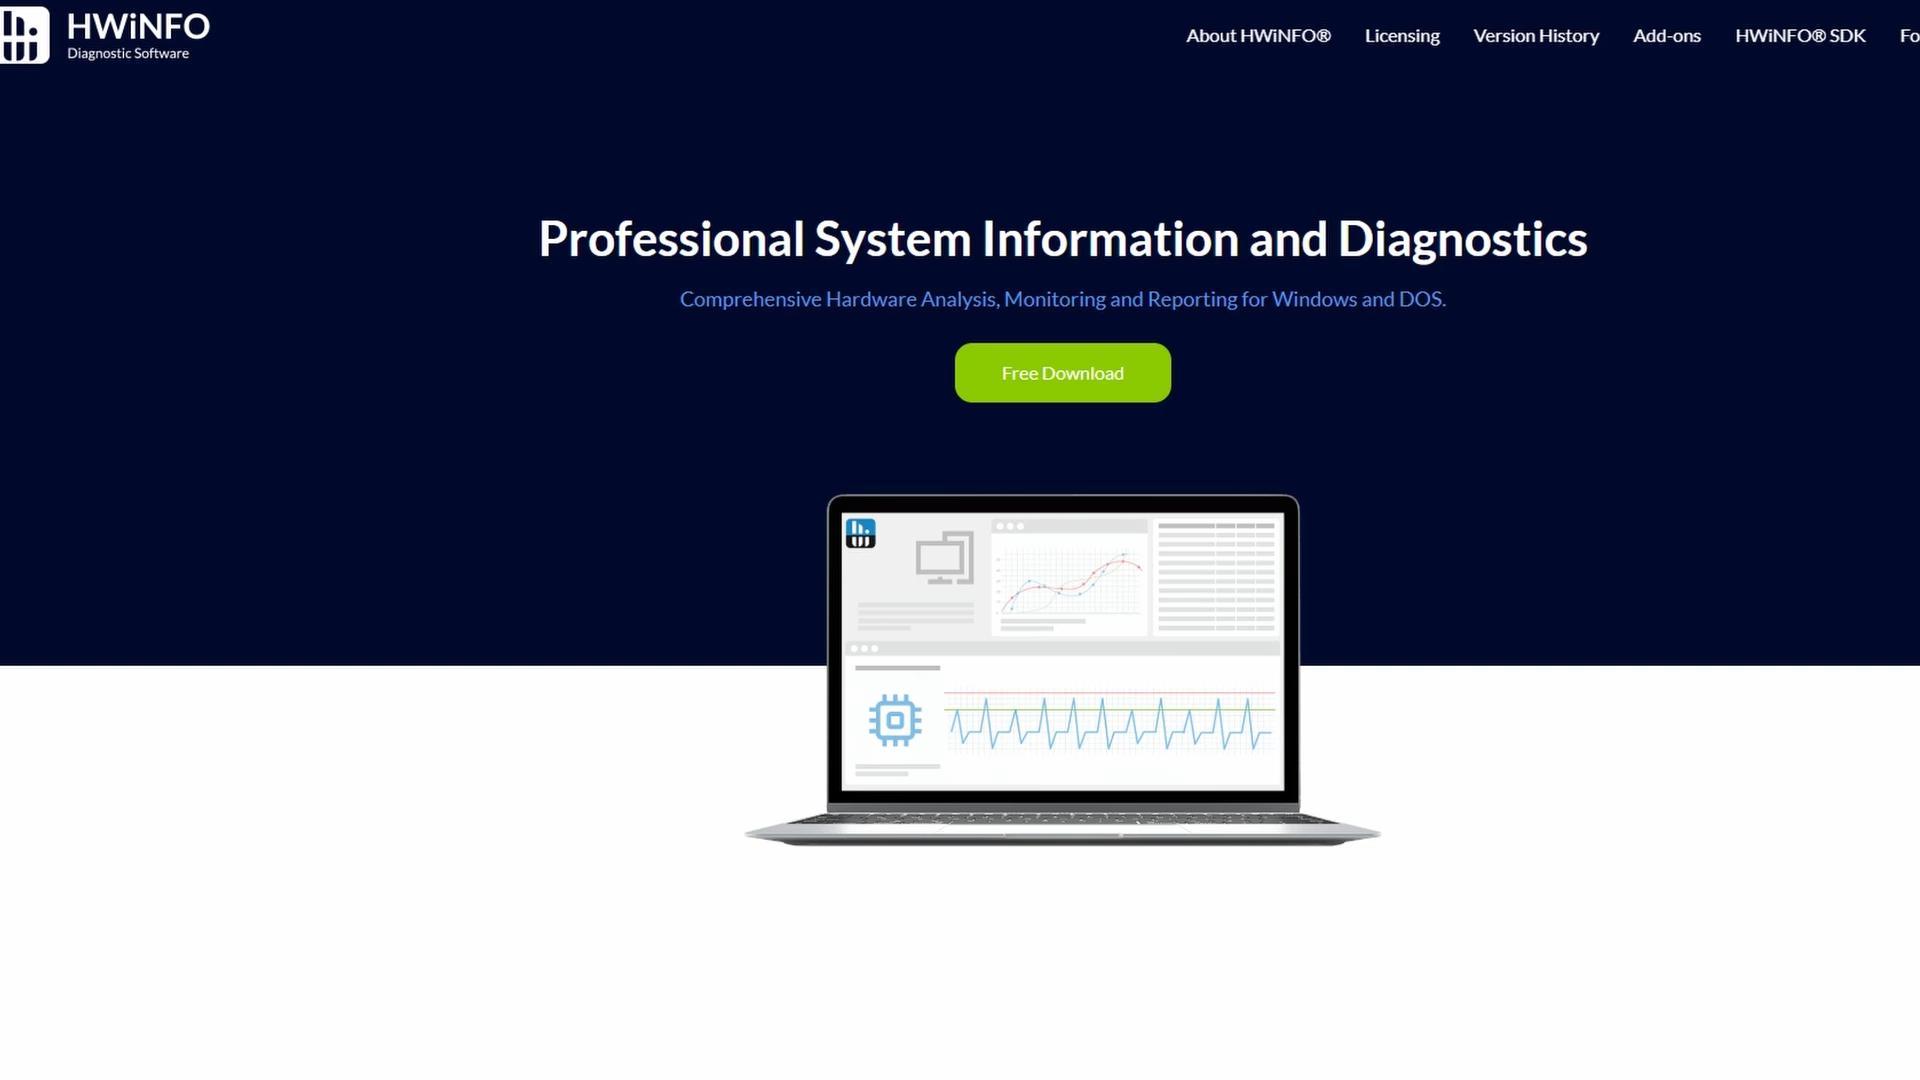 HWiNFO
Diagnostic Software
About HWiNFO® Licensing Version History Add-ons HWiNFO® SDK Fo
Professional System Information and Diagnostics
Comprehensive Hardware Analysis, Monitoring and Reporting for Windows and DOS.
Free Download